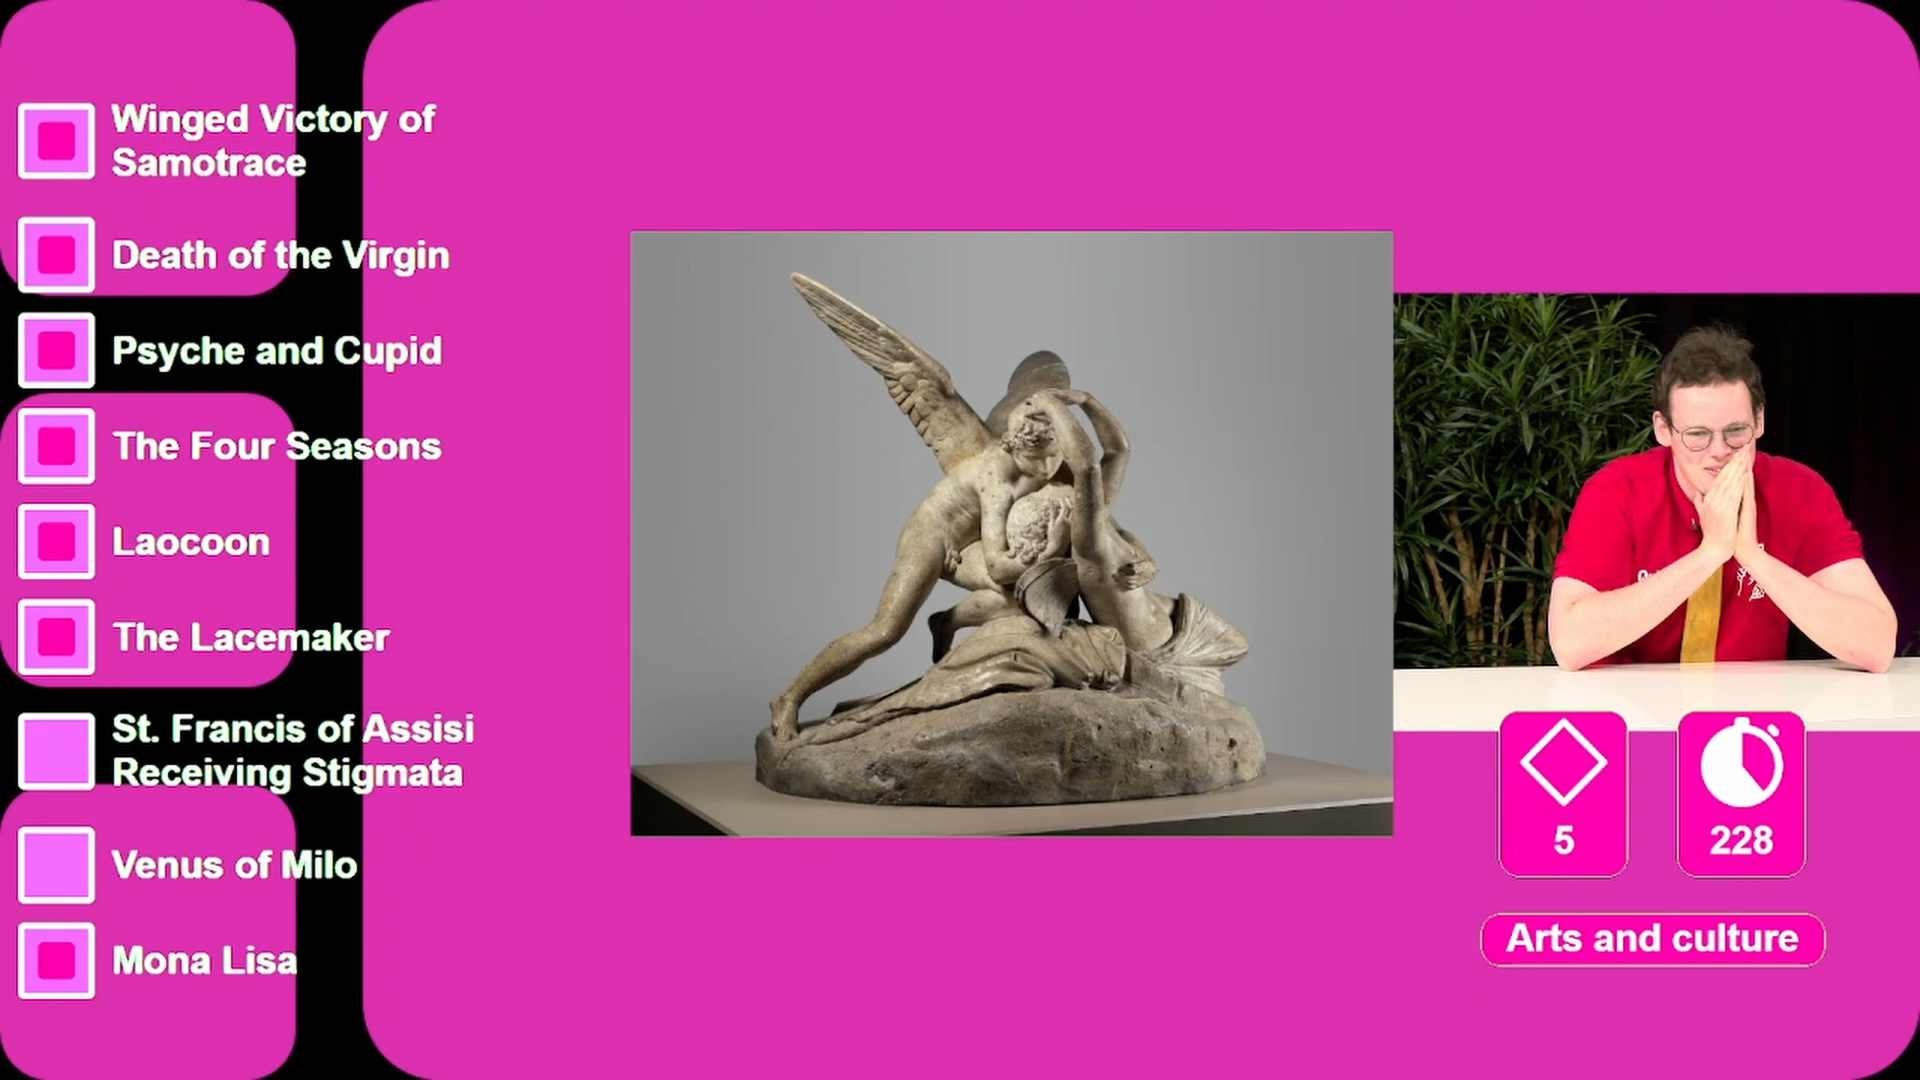 Winged Victory of
Samotrace
Death of the Virgin
Psyche and Cupid
The Four Seasons
Laocoon
The Lacemaker
St. Francis of Assisi
Receiving Stigmata
Venus of Milo
Mona Lisa
5
228
Arts and culture